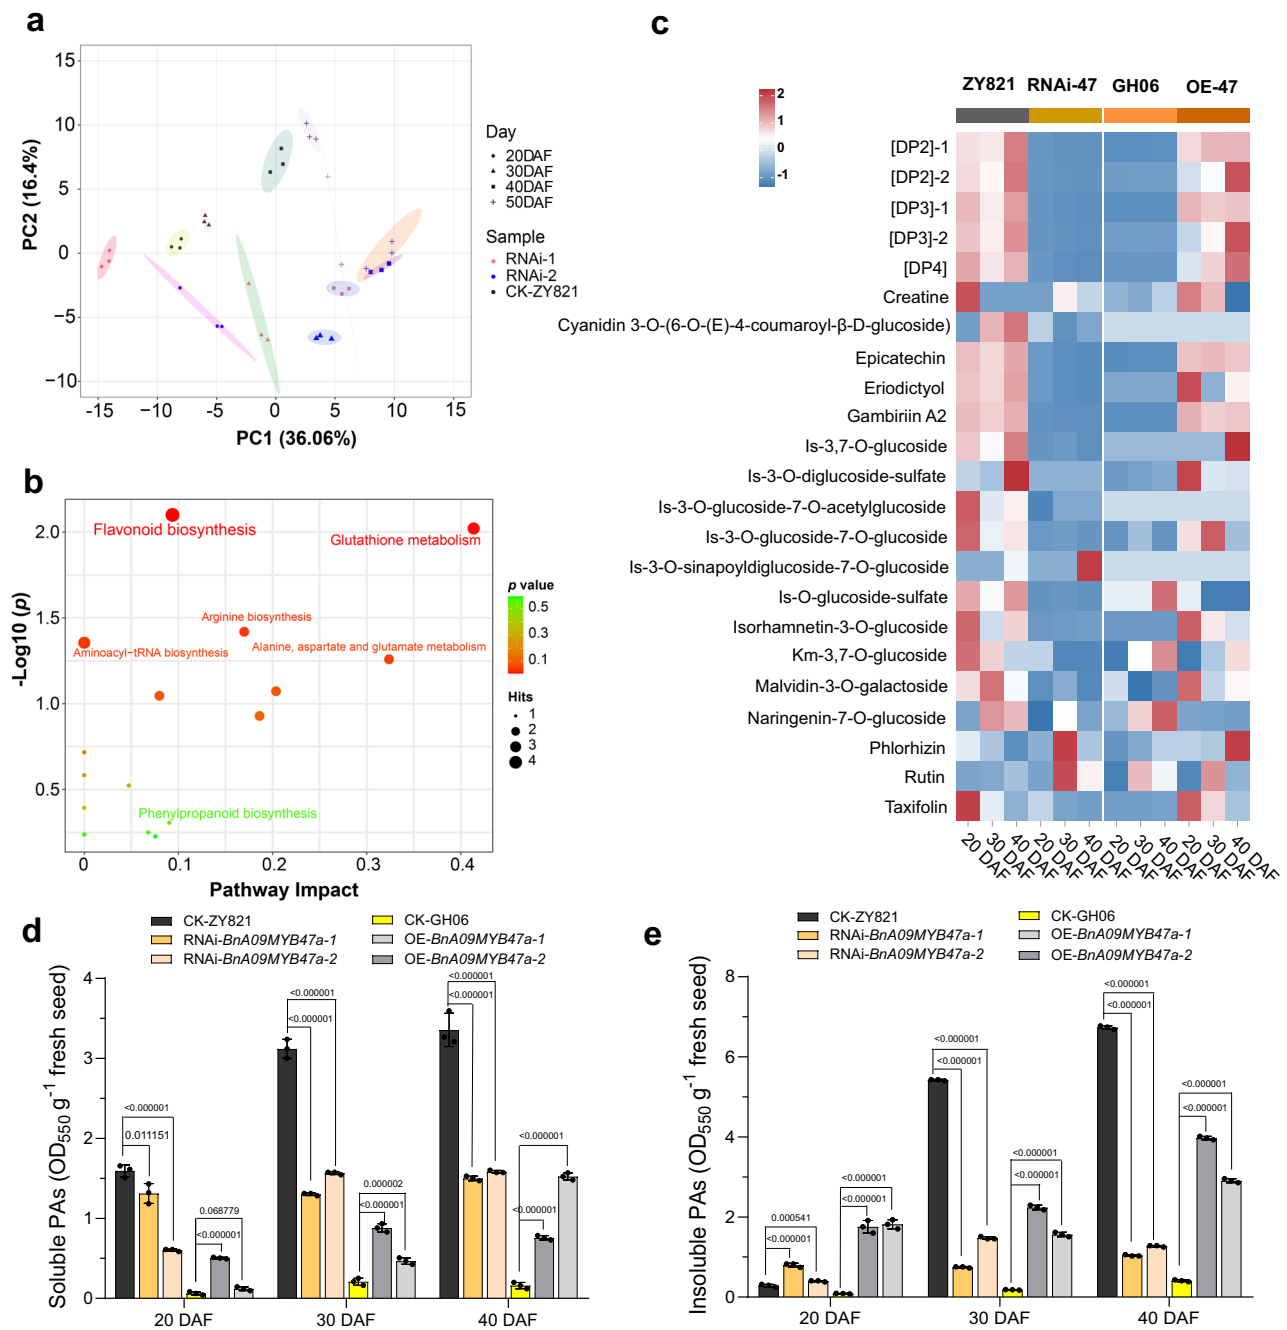 a
15
10
5
0
−5
−10
-15
−10
-5
0
5
10
15
PC2 (16.4%)
PC1 (36.06%)
Day
20DAF
30DAF
40DAF
50DAF
Sample
RNAi-1
RNAi-2
CK-ZY821
b
2.0
1.5
1.0
0.5
0
0.1
0.2
0.3
0.4
-Log10 (p)
Pathway Impact
Flavonoid biosynthesis
Glutathione metabolism
Arginine biosynthesis
Aminoacyl−tRNA biosynthesis
Alanine, aspartate and glutamate metabolism
Phenylpropanoid biosynthesis
p value
0.5
0.3
0.1
Hits
1
2
3
4
c
2
1
0
-1
ZY821 RNAi-47 GH06 OE-47
[DP2]-1
[DP2]-2
[DP3]-1
[DP3]-2
[DP4]
Creatine
Cyanidin 3-O-(6-O-(E)-4-coumaroyl-β-D-glucoside)
Epicatechin
Eriodictyol
Gambiriin A2
Is-3,7-O-glucoside
Is-3-O-diglucoside-sulfate
Is-3-O-glucoside-7-O-acetylglucoside
Is-3-O-glucoside-7-O-glucoside
Is-3-O-sinapoyldiglucoside-7-O-glucoside
Is-O-glucoside-sulfate
Isorhamnetin-3-O-glucoside
Km-3,7-O-glucoside
Malvidin-3-O-galactoside
Naringenin-7-O-glucoside
Phlorhizin
Rutin
Taxifolin
20 DAF
30 DAF
40 DAF
20 DAF
30 DAF
40 DAF
20 DAF
30 DAF
40 DAF
20 DAF
30 DAF
40 DAF
d
CK-ZY821
RNAi-BnA09MYB47a-1
RNAi-BnA09MYB47a-2
CK-GH06
OE-BnA09MYB47a-1
OE-BnA09MYB47a-2
Soluble PAs (OD550 g-1 fresh seed)
4
3
2
1
0
<0.000001
0.011151
0.068779
<0.000001
<0.000001
<0.000001
0.000002
<0.000001
<0.000001
<0.000001
<0.000001
<0.000001
20 DAF
30 DAF
40 DAF
e
CK-ZY821
RNAi-BnA09MYB47a-1
RNAi-BnA09MYB47a-2
CK-GH06
OE-BnA09MYB47a-1
OE-BnA09MYB47a-2
Insoluble PAs (OD550 g-1 fresh seed)
8
6
4
2
0
0.000541
<0.000001
<0.000001
<0.000001
<0.000001
<0.000001
<0.000001
<0.000001
<0.000001
<0.000001
<0.000001
<0.000001
20 DAF
30 DAF
40 DAF